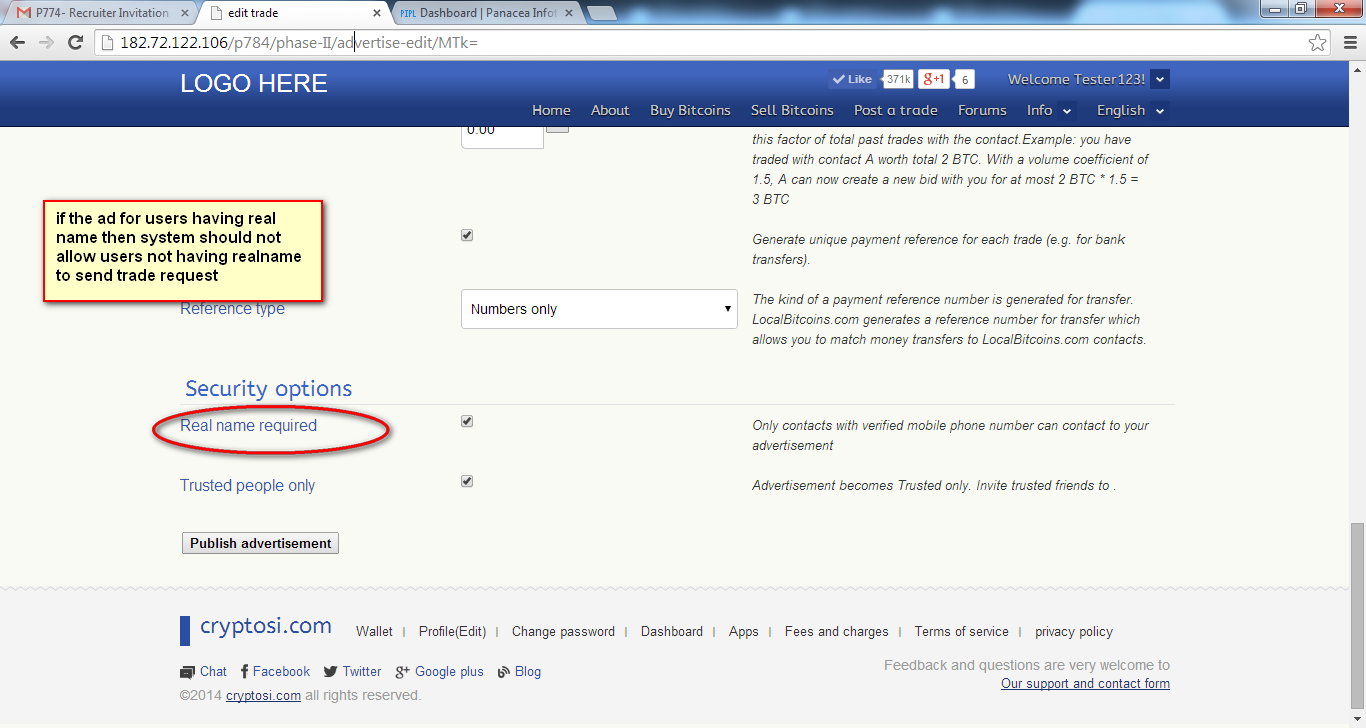 P774- Recruiter Invitation
edit trade
PIPL Dashboard | Panacea Infot
182.72.122.106/p784/phase-II/advertise-edit/MTk=
LOGO HERE
Like 371k g+1 6 Welcome Tester123!
Home About Buy Bitcoins Sell Bitcoins Post a trade Forums Info English
0.00
this factor of total past trades with the contact.Example: you have
traded with contact A worth total 2 BTC. With a volume coefficient of
1.5, A can now create a new bid with you for at most 2 BTC * 1.5 =
3 BTC
if the ad for users having real
name then system should not
allow users not having realname
to send trade request
Generate unique payment reference for each trade (e.g. for bank
transfers).
Reference type
Numbers only
The kind of a payment reference number is generated for transfer.
LocalBitcoins.com generates a reference number for transfer which
allows you to match money transfers to LocalBitcoins.com contacts.
Security options
Real name required
Only contacts with verified mobile phone number can contact to your
advertisement
Trusted people only
Advertisement becomes Trusted only. Invite trusted friends to .
Publish advertisement
cryptosi.com
Wallet | Profile(Edit) | Change password | Dashboard | Apps | Fees and charges | Terms of service | privacy policy
Chat Facebook Twitter Google plus Blog
©2014 cryptosi.com all rights reserved.
Feedback and questions are very welcome to
Our support and contact form